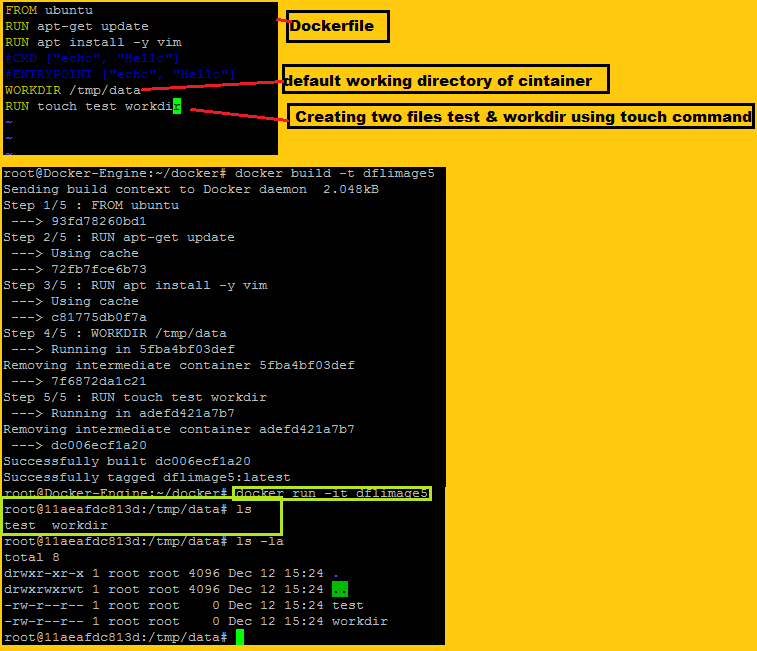 FROM ubuntu
RUN apt-get update
RUN apt install -y vim
#CMD ["echo", "Hello"]
#ENTRYPOINT ["echo", "Hello"]
WORKDIR /tmp/data
RUN touch test workdir
~
~
~
Dockerfile
default working directory of cintainer
Creating two files test & workdir using touch command
root@Docker-Engine:~/docker# docker build -t dflimage5
Sending build context to Docker daemon  2.048kB
Step 1/5 : FROM ubuntu
 ---> 93fd78260bd1
Step 2/5 : RUN apt-get update
 ---> Using cache
 ---> 72fb7fce6b73
Step 3/5 : RUN apt install -y vim
 ---> Using cache
 ---> c81775db0f7a
Step 4/5 : WORKDIR /tmp/data
 ---> Running in 5fba4bf03def
Removing intermediate container 5fba4bf03def
 ---> 7f6872da1c21
Step 5/5 : RUN touch test workdir
 ---> Running in adefd421a7b7
Removing intermediate container adefd421a7b7
 ---> dc006ecf1a20
Successfully built dc006ecf1a20
Successfully tagged dflimage5:latest
root@Docker-Engine:~/docker# docker run -it dflimage5
root@11aeafdc813d:/tmp/data# ls
test  workdir
root@11aeafdc813d:/tmp/data# ls -la
total 8
drwxr-xr-x 1 root root 4096 Dec 12 15:24 .
drwxrwxrwt 1 root root 4096 Dec 12 15:24 ..
-rw-r--r-- 1 root root    0 Dec 12 15:24 test
-rw-r--r-- 1 root root    0 Dec 12 15:24 workdir
root@11aeafdc813d:/tmp/data#